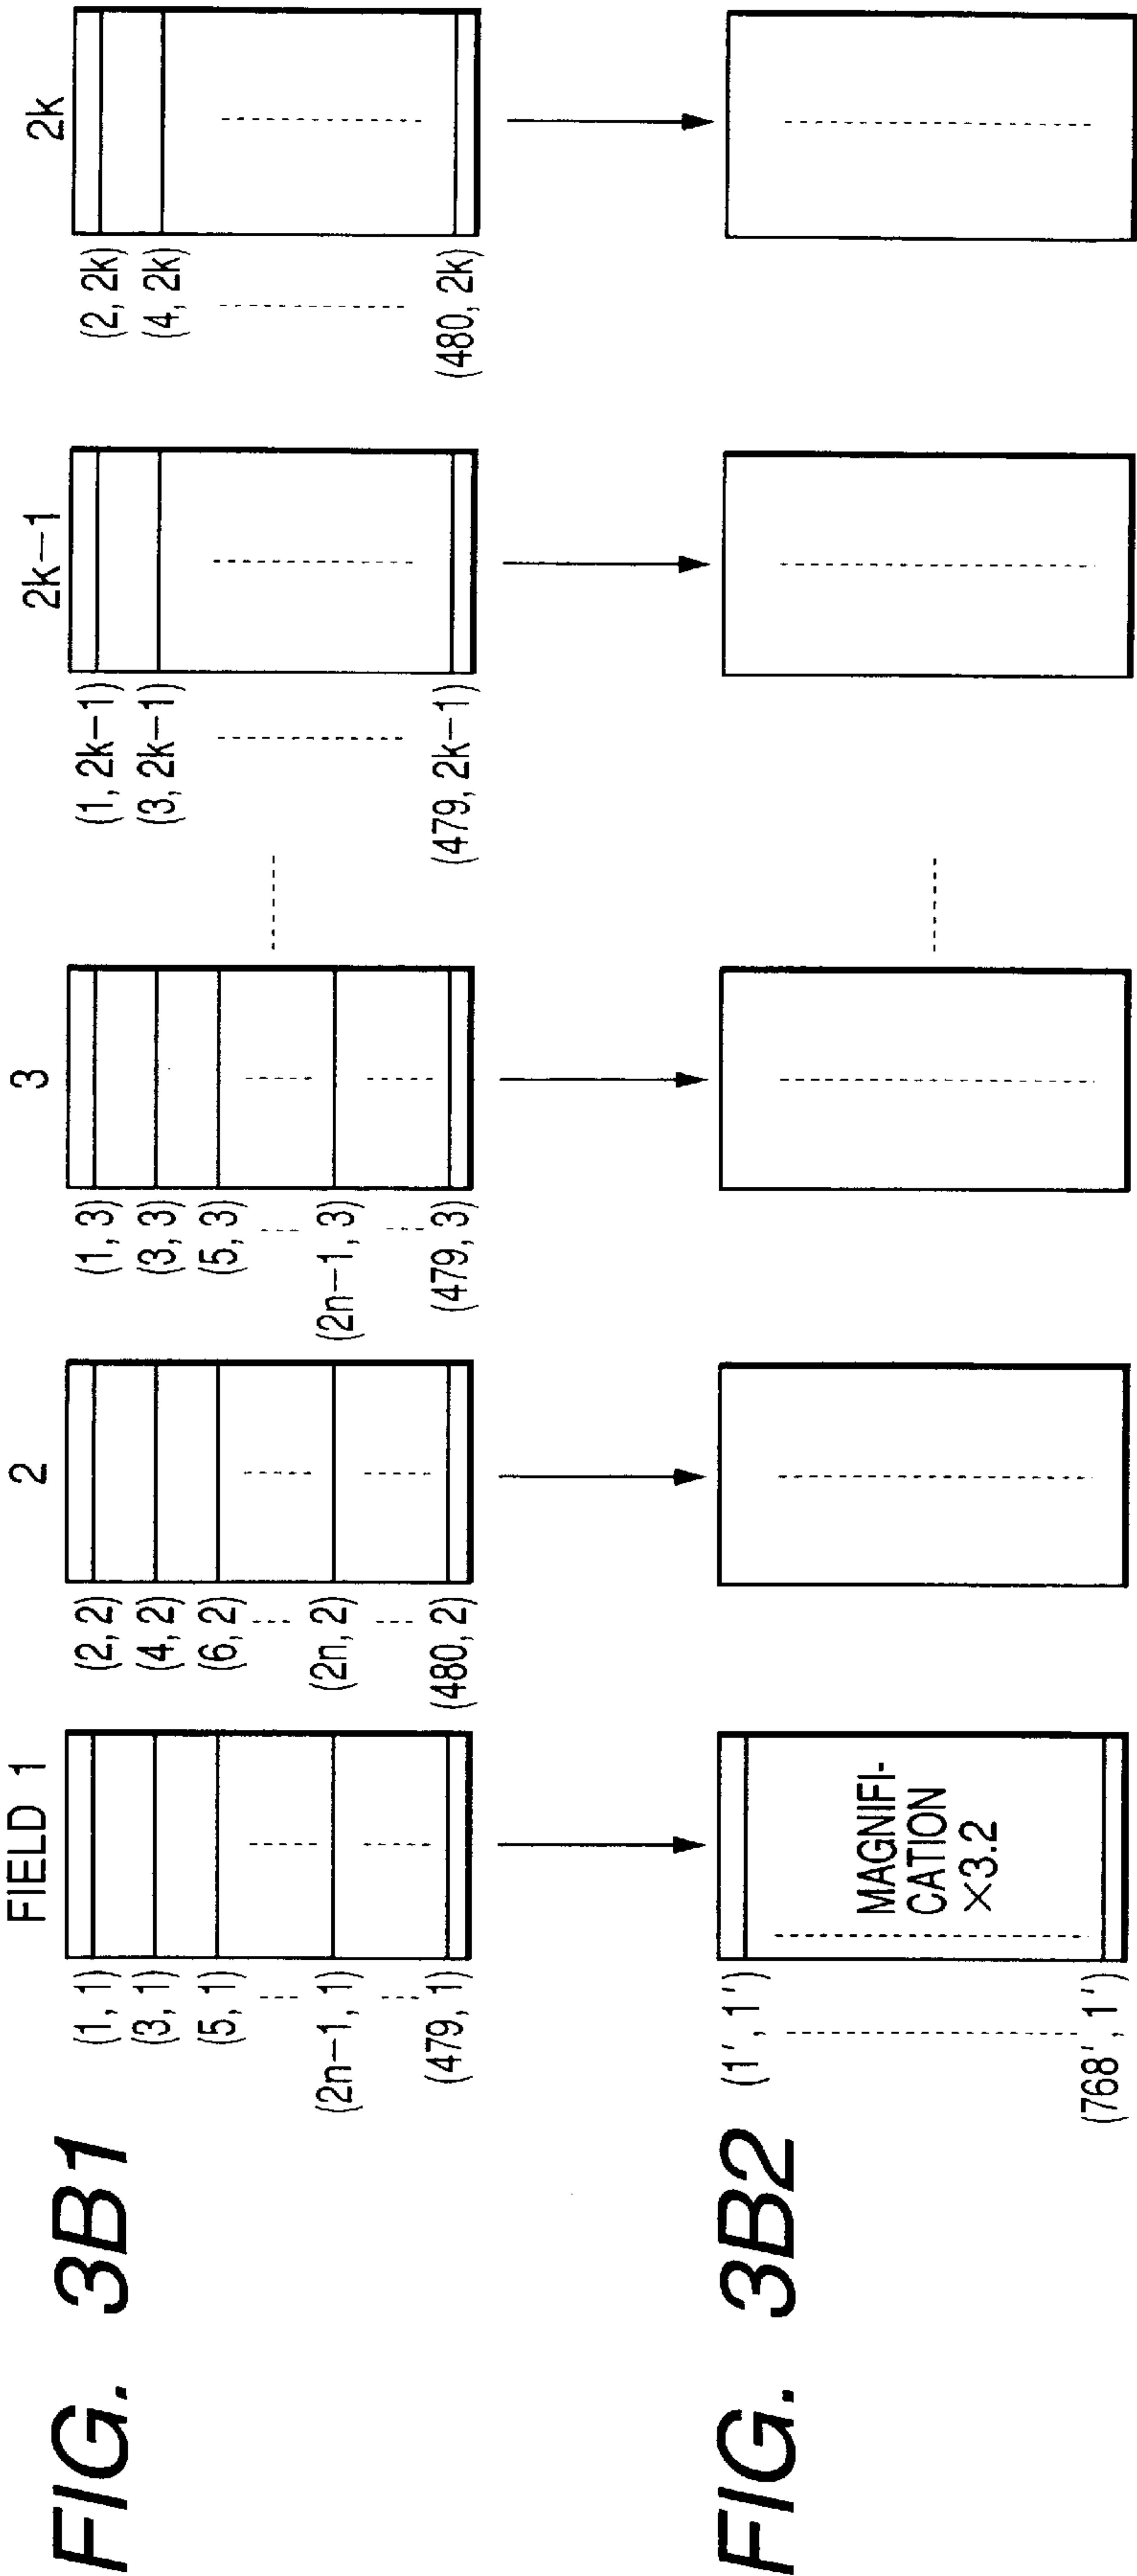 FIG. 3B1
FIELD 1
(1, 1)
(3, 1)
(5, 1)
(2n−1, 1)
(479, 1)
2
(2, 2)
(4, 2)
(6, 2)
(2n, 2)
(480, 2)
3
(1, 3)
(3, 3)
(5, 3)
(2n−1, 3)
(479, 3)
2k−1
(1, 2k−1)
(3, 2k−1)
(479, 2k−1)
2k
(2, 2k)
(4, 2k)
(480, 2k)
FIG. 3B2
(1', 1')
(768', 1')
MAGNIFI-
CATION
×3.2